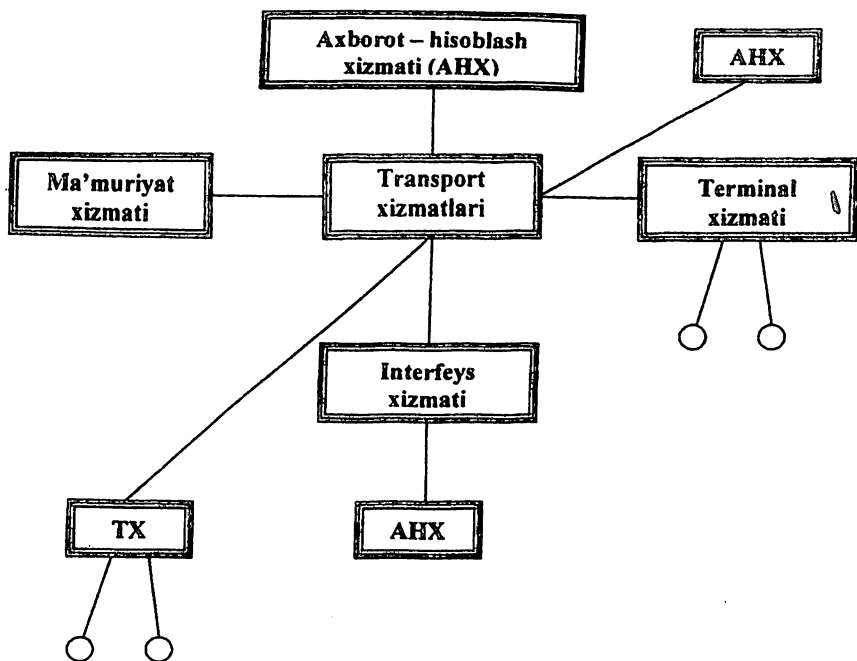 Axborot – hisoblash
xizmati (AHX)
AHX
Ma'muriyat
xizmati
Transport
xizmatlari
Terminal
xizmati
Interfeys
xizmati
TX
AHX